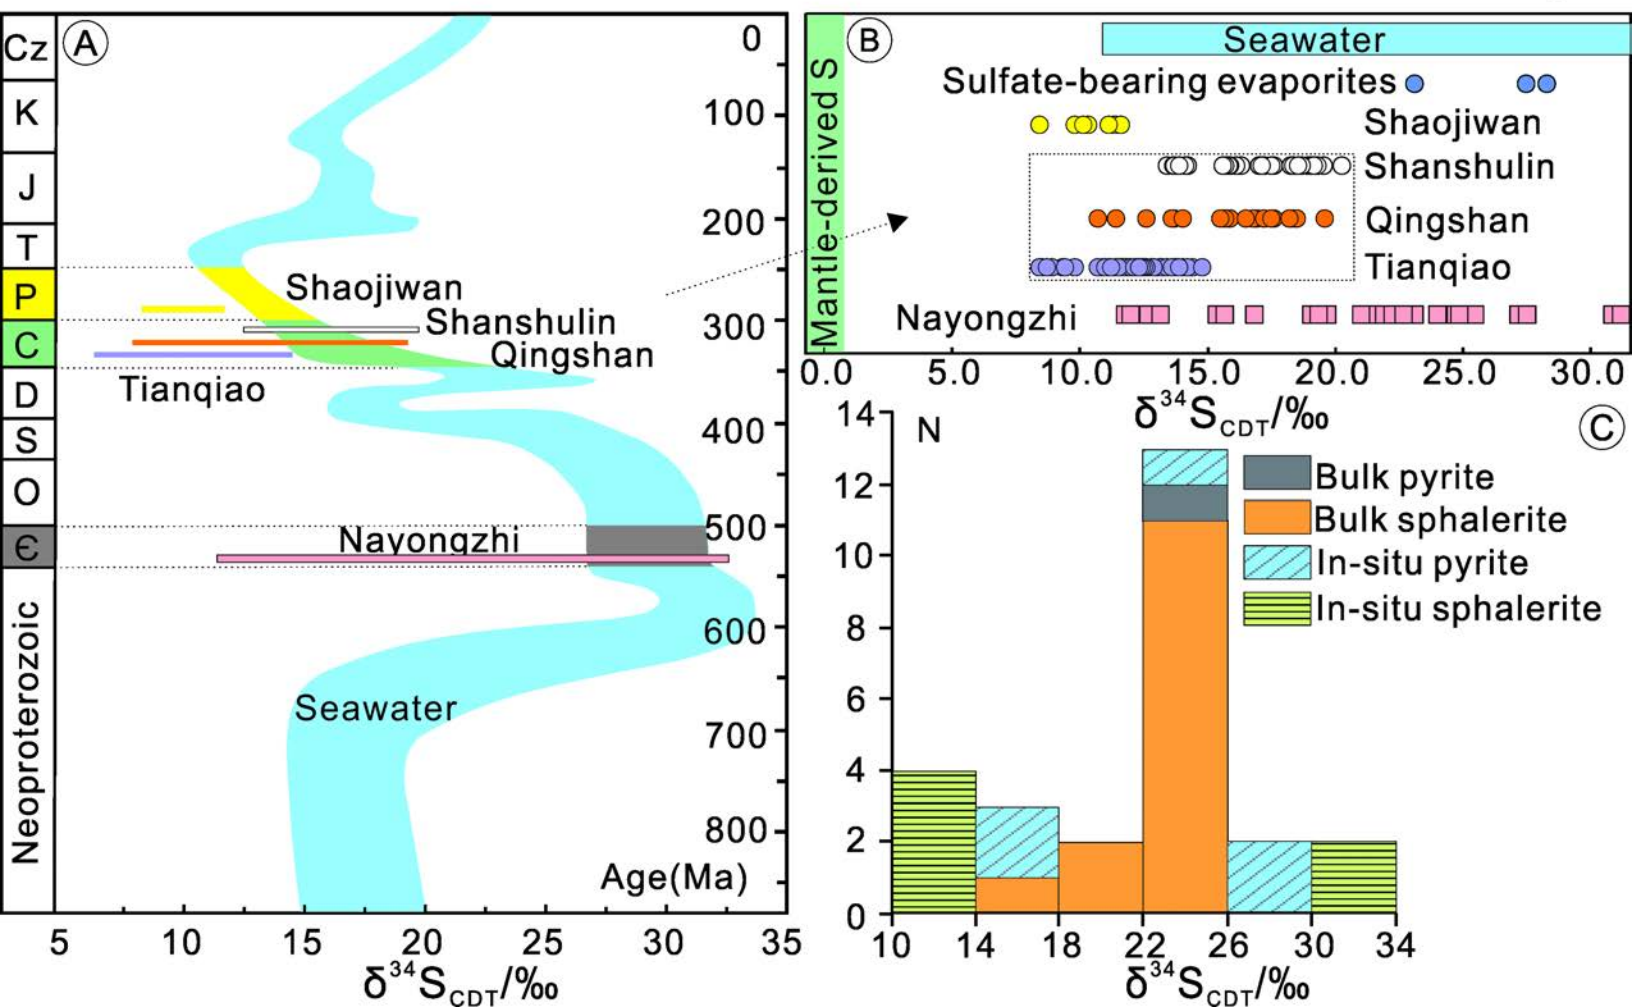 A
Cz
K
J
T
P
C
D
S
O
Є
Neoproterozoic
0
100
200
300
400
500
600
700
800
Age(Ma)
Shaojiwan
Shanshulin
Qingshan
Tianqiao
Nayongzhi
Seawater
5 10 15 20 25 30 35
δ³⁴S_CDT/‰
B
Mantle-derived S
Seawater
Sulfate-bearing evaporites
Shaojiwan
Shanshulin
Qingshan
Tianqiao
Nayongzhi
0.0 5.0 10.0 15.0 20.0 25.0 30.0
δ³⁴S_CDT/‰
C
N
14
12
10
8
6
4
2
0
Bulk pyrite
Bulk sphalerite
In-situ pyrite
In-situ sphalerite
10 14 18 22 26 30 34
δ³⁴S_CDT/‰